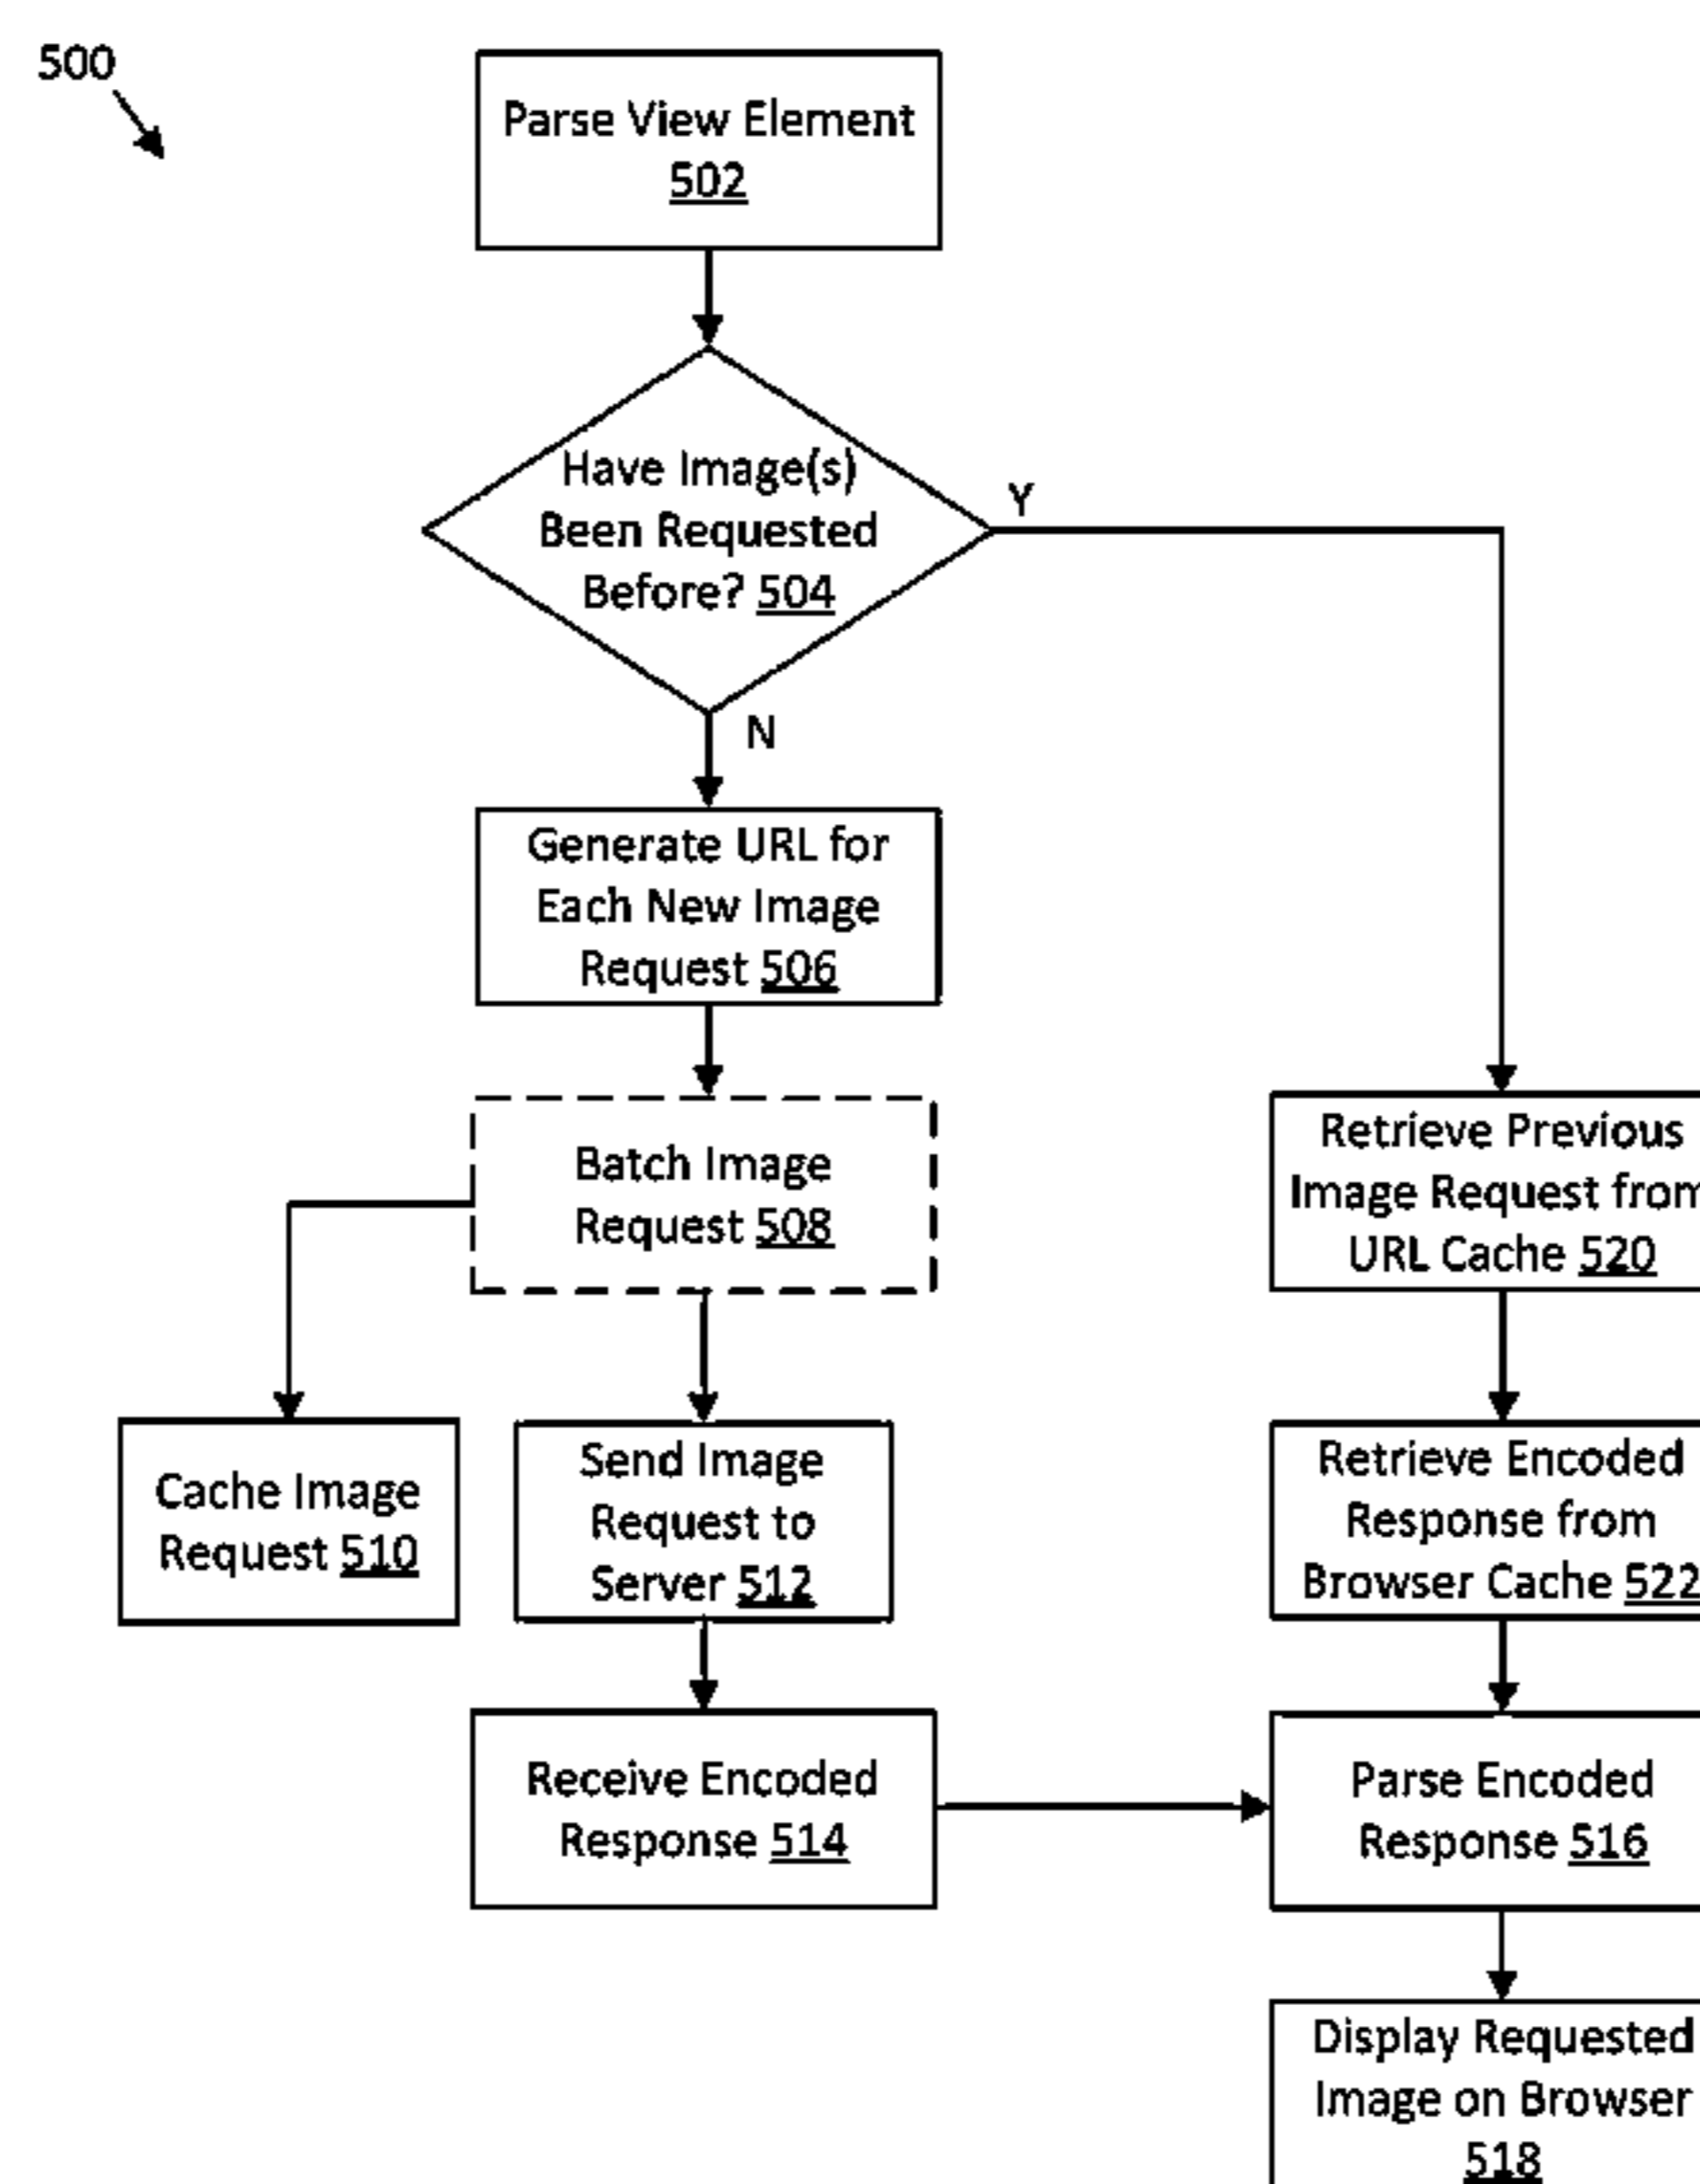 500
Parse View Element
502
Have Image(s)
Been Requested
Before? 504
Y
N
Generate URL for
Each New Image
Request 506
Batch Image
Request 508
Retrieve Previous
Image Request from
URL Cache 520
Cache Image
Request 510
Send Image
Request to
Server 512
Retrieve Encoded
Response from
Browser Cache 522
Receive Encoded
Response 514
Parse Encoded
Response 516
Display Requested
Image on Browser
518